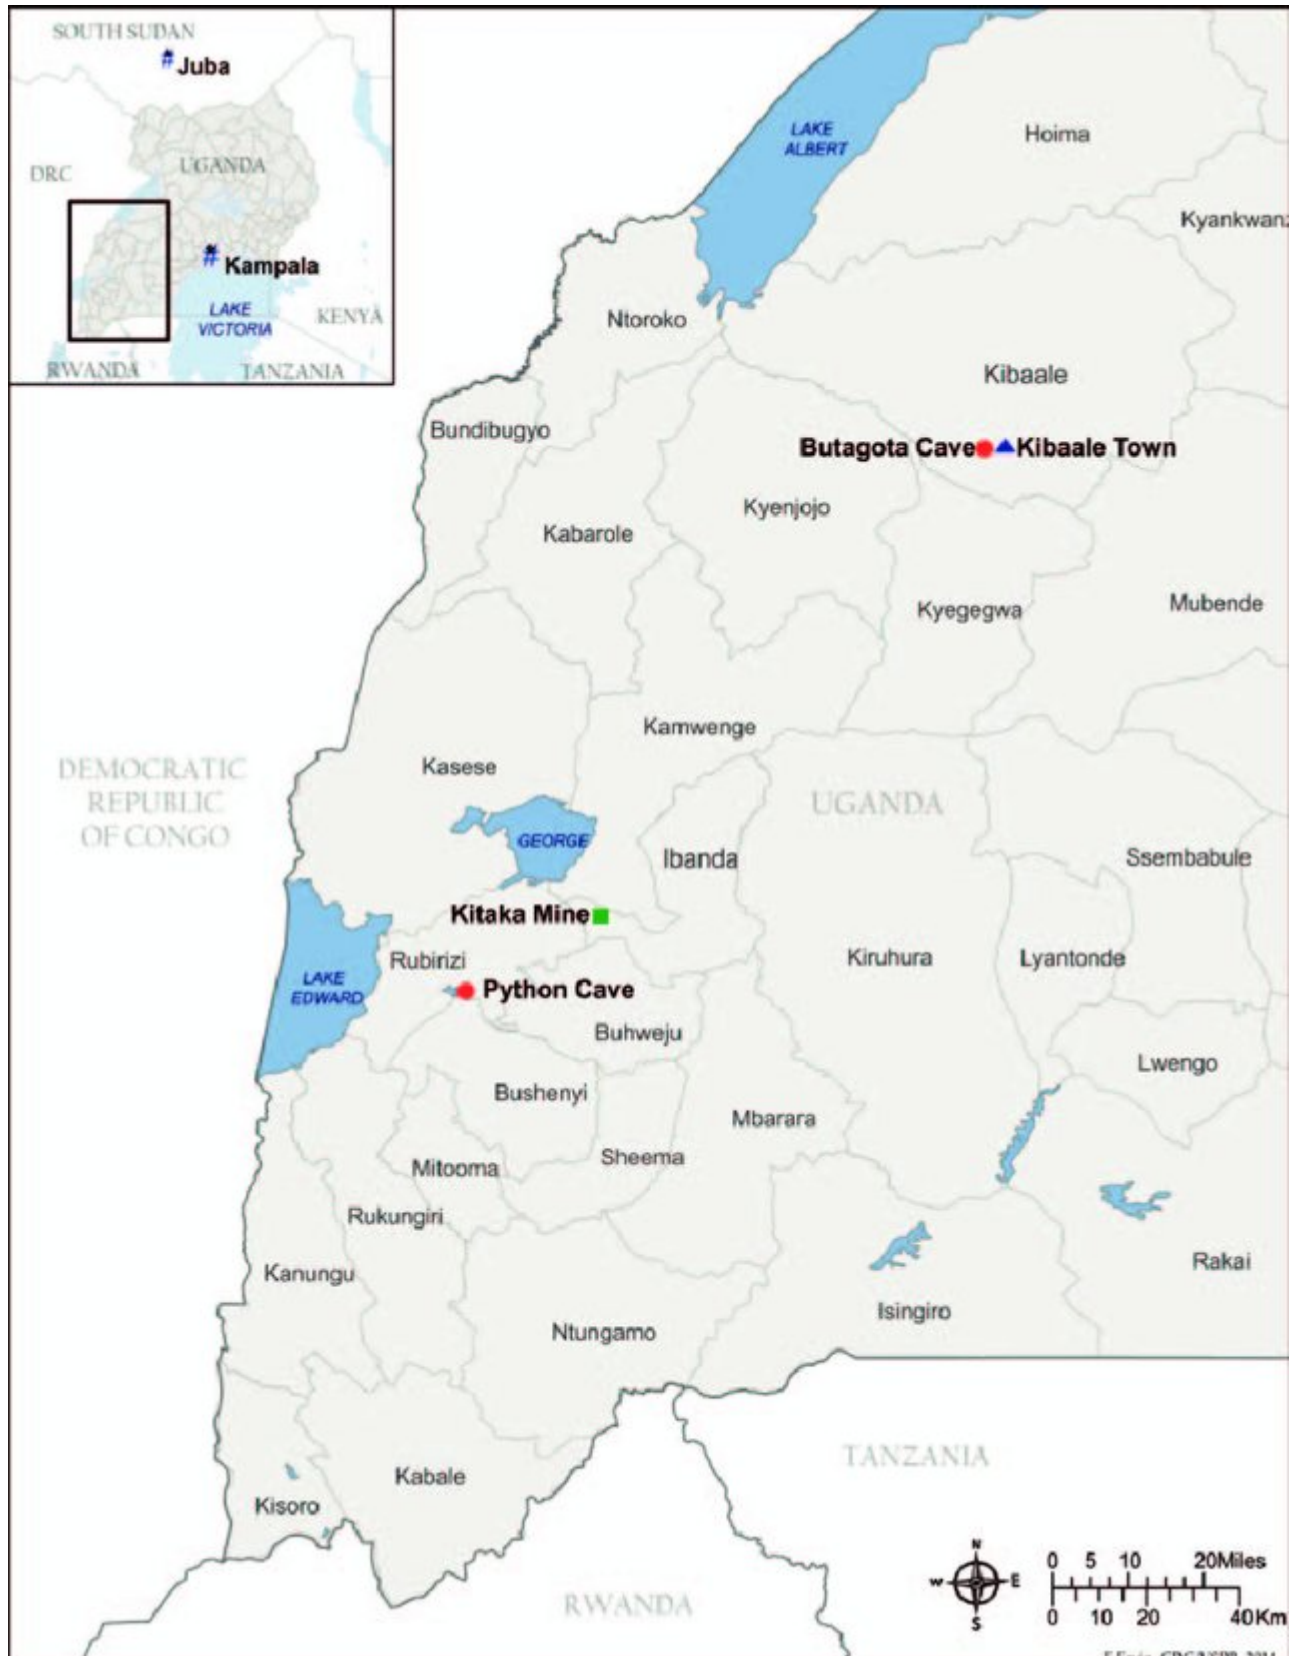 SOUTH SUDAN
#
Juba
DRC
UGANDA
#
Kampala
LAKE
VICTORIA
KENYA
RWANDA
TANZANIA
LAKE
ALBERT
Hoima
Ntoroko
Kibaale
Bundibugyo
Butagota Cave
Kibaale Town
Kyenjojo
Kabarole
Kyegegwa
Mubende
Kamwenge
DEMOCRATIC
REPUBLIC
OF CONGO
Kasese
UGANDA
GEORGE
Ibanda
Ssembabule
Kitaka Mine
Rubirizi
Kiruhura
Lyantonde
LAKE
EDWARD
Python Cave
Buhweju
Lwengo
Bushenyi
Mbarara
Sheema
Mitooma
Rukungiri
Kanungu
Rakai
Isingiro
Ntungamo
TANZANIA
Kabale
Kisoro
RWANDA
N
W
E
S
0 5 10 20Miles
0 10 20 40Km